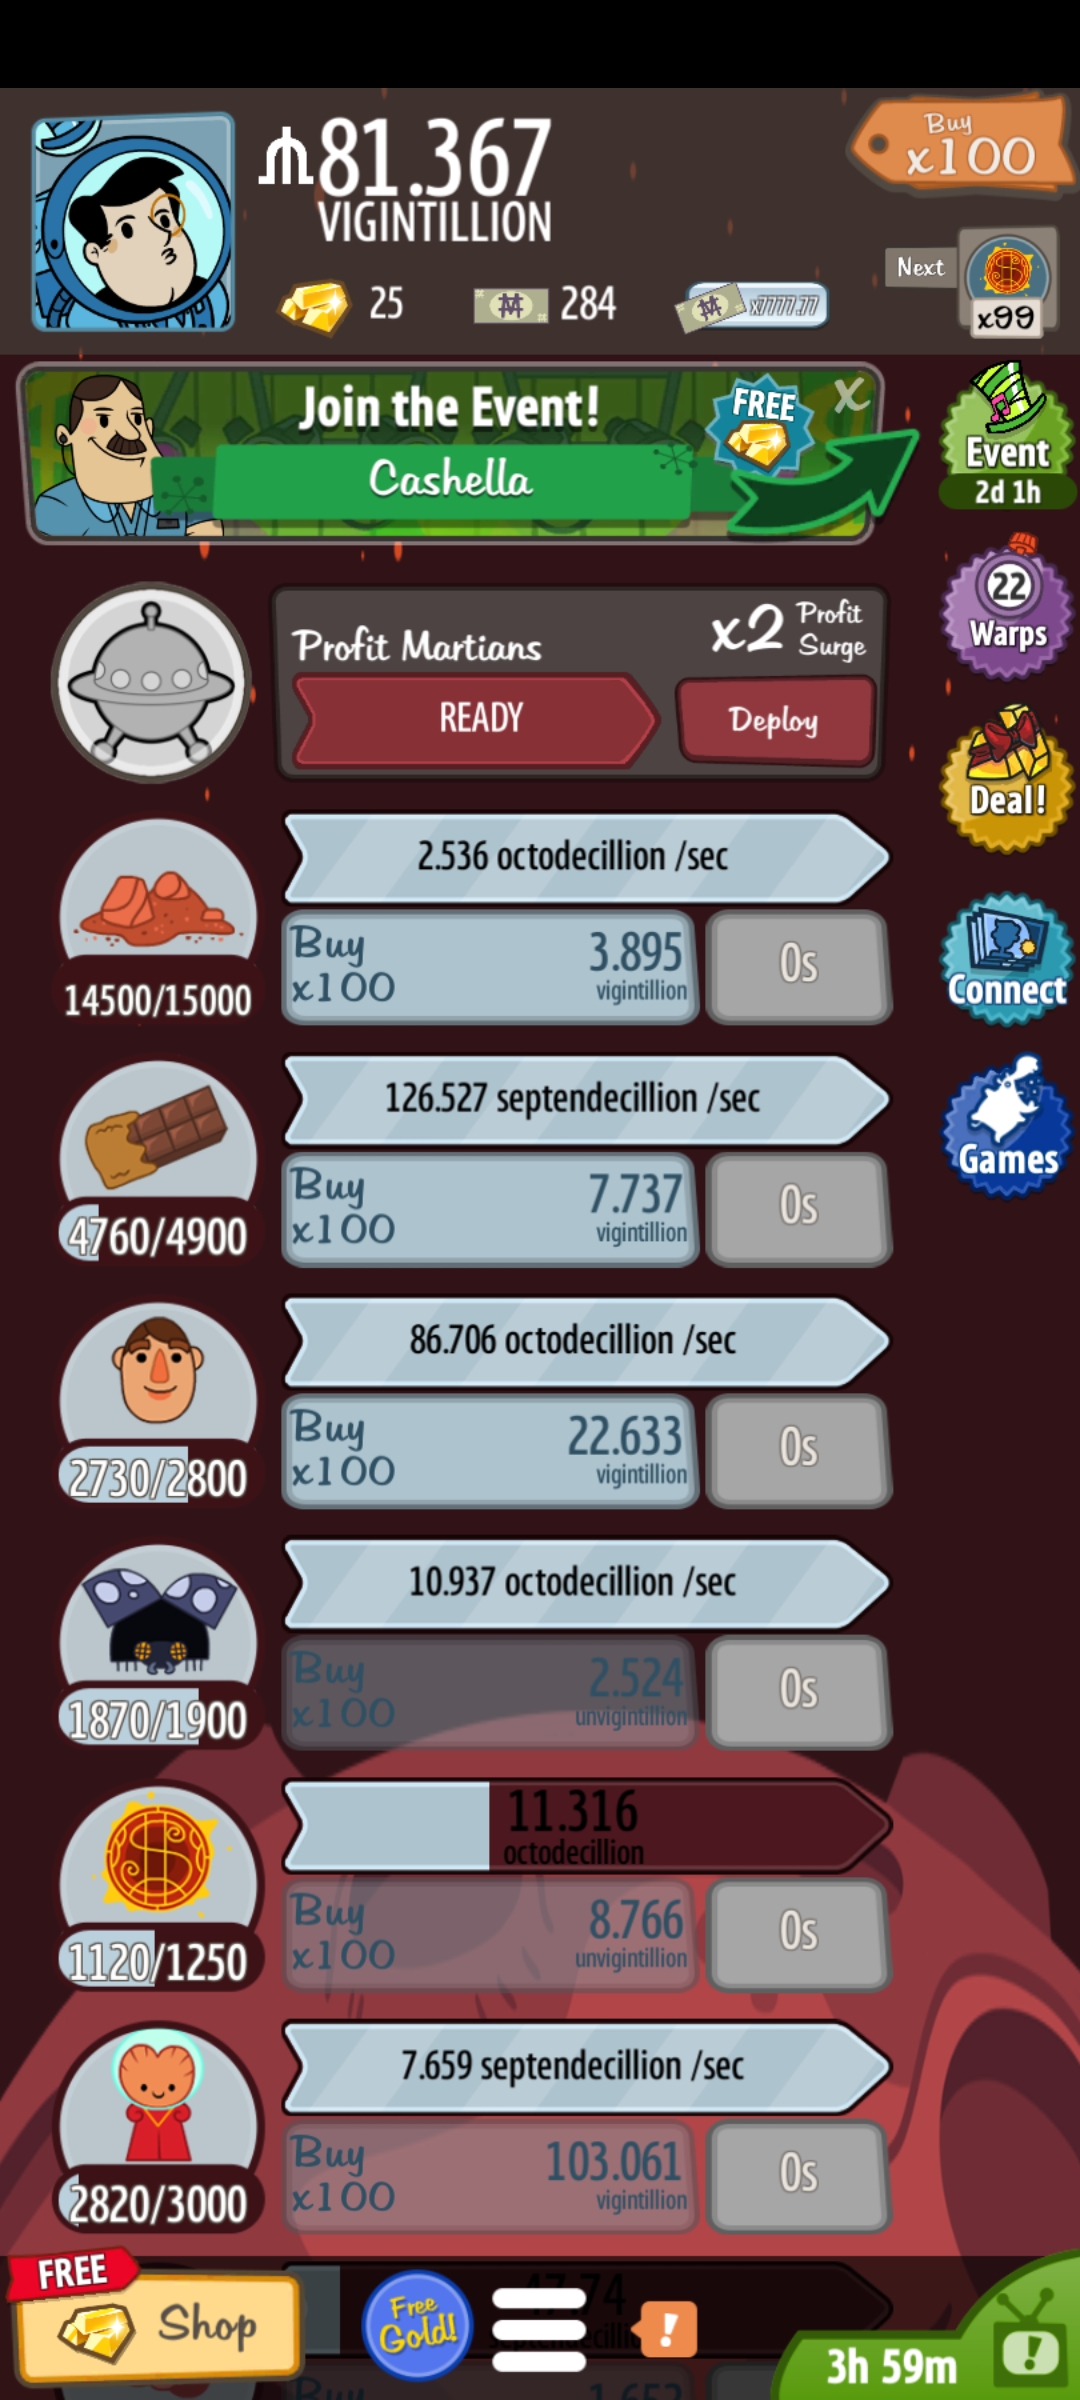 81.367
VIGINTILLION
Buy
x100
25
284
x7777.77
Next
x99
Join the Event!
Cashella
FREE
X
Event
2d 1h
22
Warps
Deal!
Connect
Games
Profit Martians
x2 Profit
Surge
READY
Deploy
2.536 octodecillion /sec
14500/15000
Buy
x100
3.895
vigintillion
0s
126.527 septendecillion /sec
4760/4900
Buy
x100
7.737
vigintillion
0s
86.706 octodecillion /sec
2730/2800
Buy
x100
22.633
vigintillion
0s
10.937 octodecillion /sec
1870/1900
Buy
x100
2.524
unvigintillion
0s
11.316
octodecillion
1120/1250
Buy
x100
8.766
unvigintillion
0s
7.659 septendecillion /sec
2820/3000
Buy
x100
103.061
vigintillion
0s
FREE
Shop
Free
Gold!
!
3h 59m
!